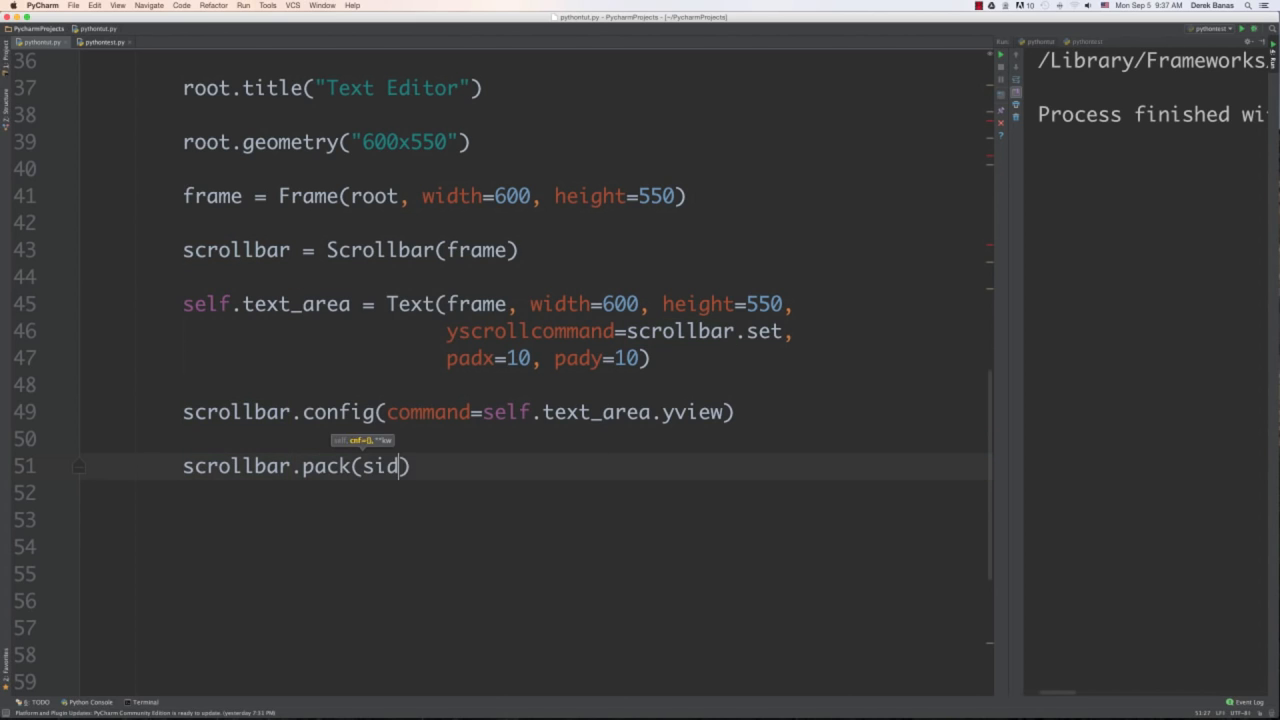 PyCharm File Edit View Navigate Code Refactor Run Tools VCS Window Help 10 Mon Sep 5 9:37 AM Derek Banas
pythontut.py - PycharmProjects - [~/PycharmProjects]
PycharmProjects pythontut.py pythontest
pythontut.py pythontest.py Run: pythontut pythontest
36
37 root.title("Text Editor")
38
39 root.geometry("600x550")
40
41 frame = Frame(root, width=600, height=550)
42
43 scrollbar = Scrollbar(frame)
44
45 self.text_area = Text(frame, width=600, height=550,
46 yscrollcommand=scrollbar.set,
47 padx=10, pady=10)
48
49 scrollbar.config(command=self.text_area.yview)
50
self, cnf={}, **kw
51 scrollbar.pack(sid)
52
53
54
55
56
57
58
59
/Library/Frameworks
Process finished wi
1: Project
7: Structure
2: Favorites
4: Run
6: TODO Python Console Terminal Event Log
Platform and Plugin Updates: PyCharm Community Edition is ready to update. (yesterday 7:51 PM) 51:27 LF÷ UTF-8÷